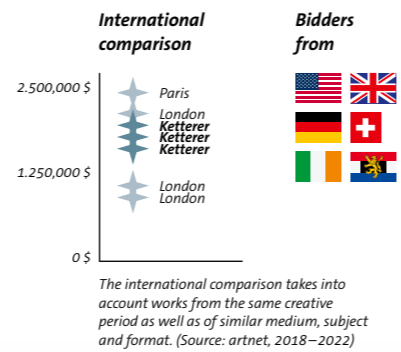 International
comparison
Bidders
from
2.500,000 $
Paris
London
Ketterer
Ketterer
1.250,000 $
Ketterer
London
London
0 $
The international comparison takes into
account works from the same creative
period as well as of similar medium, subject
and format. (Source: artnet, 2018–2022)